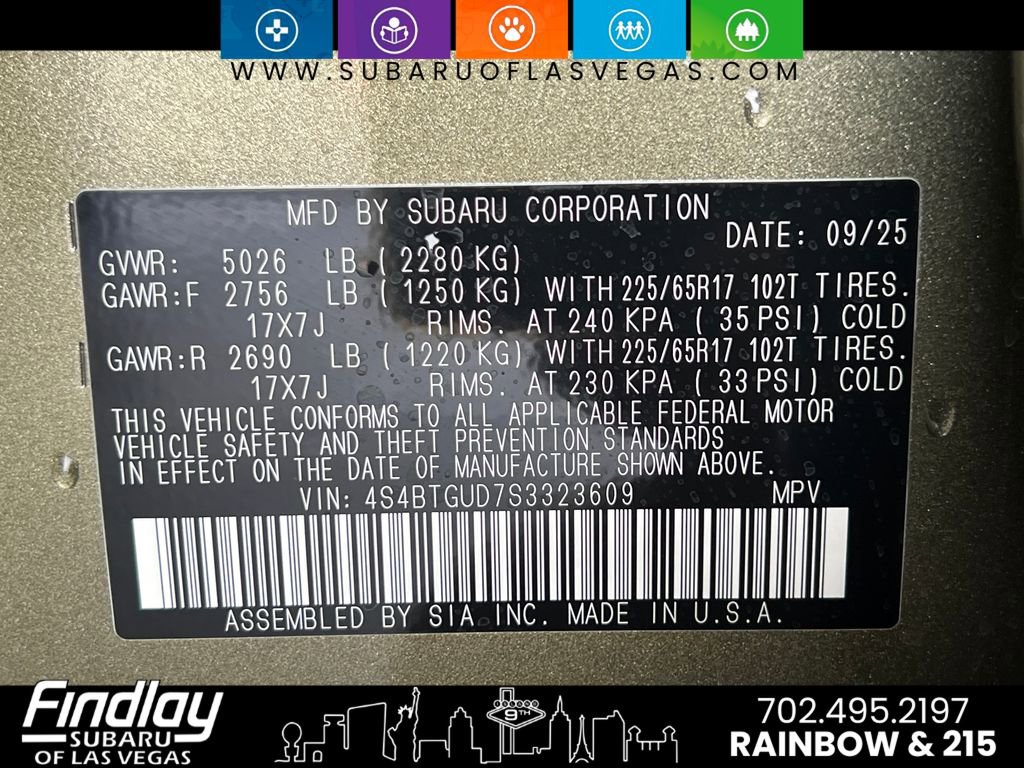 WWW.SUBARUOFLASVEGAS.COM
MFD BY SUBARU CORPORATION
DATE: 09/25
GVWR: 5026 LB ( 2280 KG)
GAWR:F 2756 LB ( 1250 KG) WITH 225/65R17 102T TIRES.
17X7J RIMS. AT 240 KPA ( 35 PSI) COLD
GAWR:R 2690 LB ( 1220 KG) WITH 225/65R17 102T TIRES.
17X7J RIMS. AT 230 KPA ( 33 PSI) COLD
THIS VEHICLE CONFORMS TO ALL APPLICABLE FEDERAL MOTOR
VEHICLE SAFETY AND THEFT PREVENTION STANDARDS
IN EFFECT ON THE DATE OF MANUFACTURE SHOWN ABOVE.
VIN: 4S4BTGUD7S3323609 MPV
ASSEMBLED BY SIA INC. MADE IN U.S.A.
Findlay
SUBARU
OF LAS VEGAS
9TH
702.495.2197
RAINBOW & 215